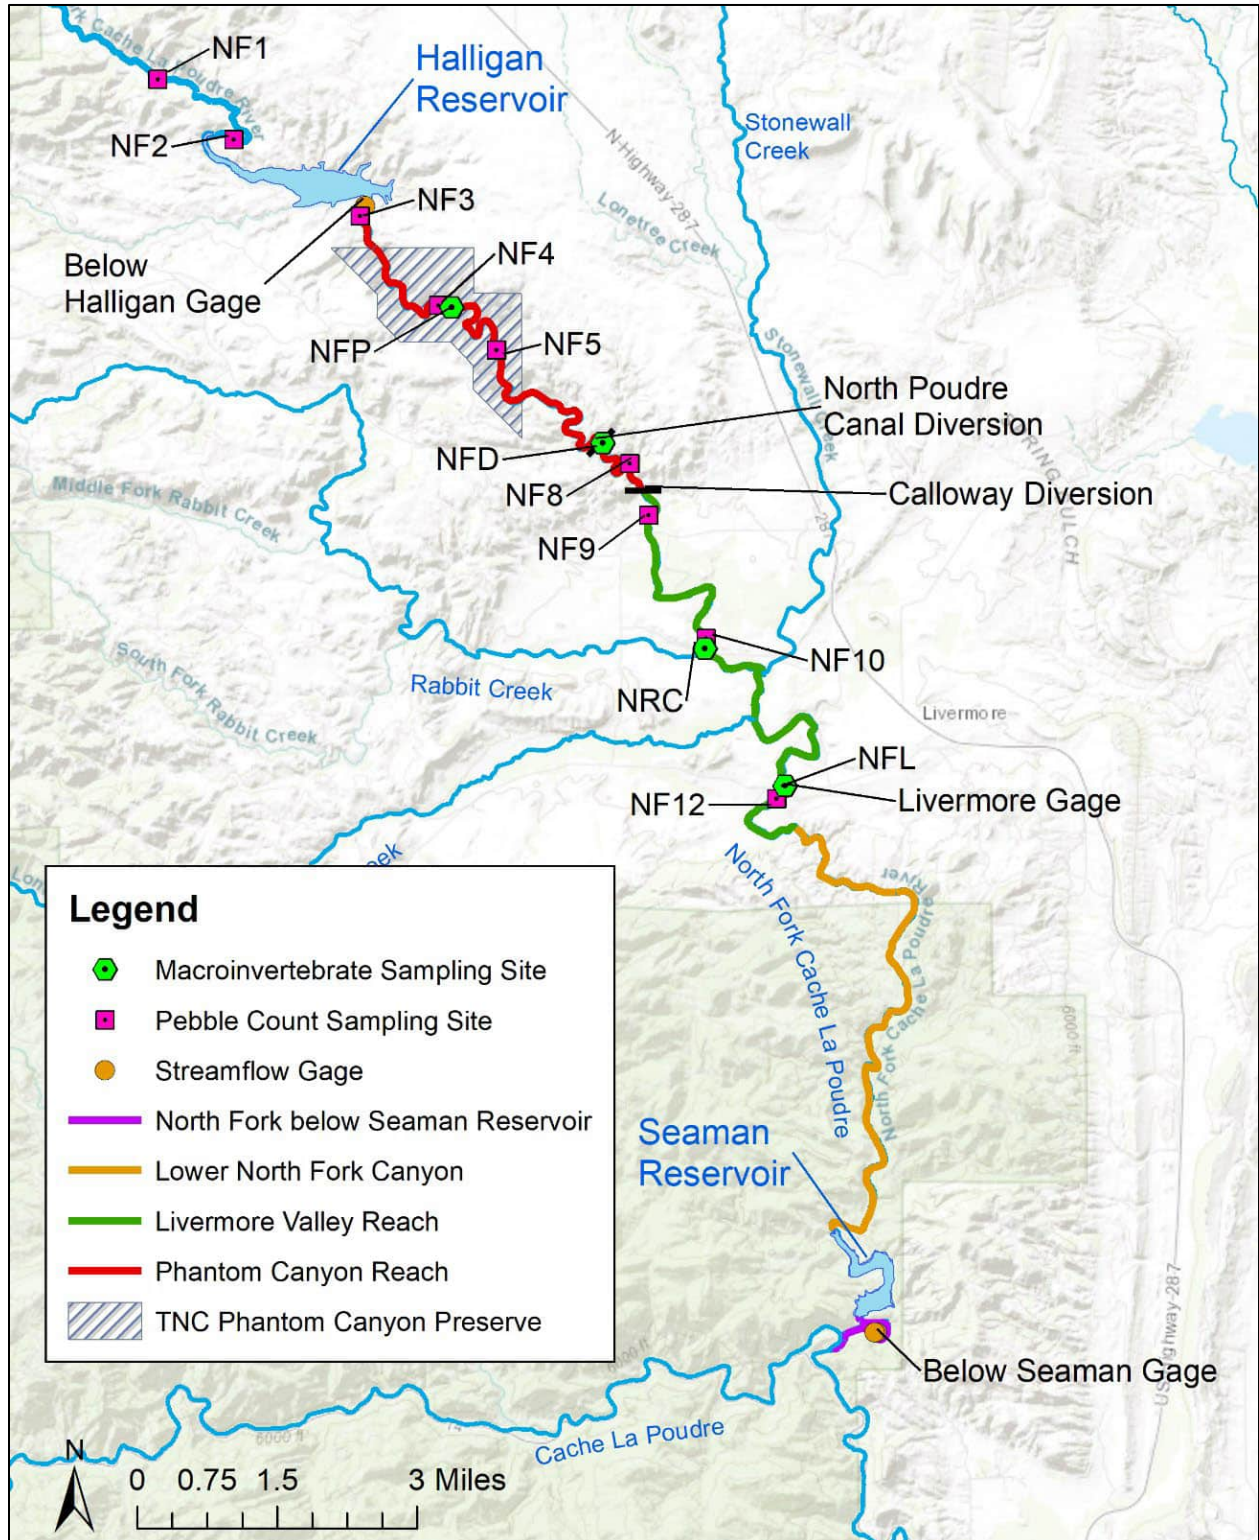 NF1
Halligan
Reservoir
NF2
Stonewall
Creek
N-Highway-287
Lonetree Creek
NF3
NF4
Below
Halligan Gage
NFP
NF5
Stonewall Creek
North Poudre
Canal Diversion
NFD
NF8
Calloway Diversion
Middle Fork Rabbit Creek
287
NF9
South Fork Rabbit Creek
Rabbit Creek
NF10
NRC
Livermore
NFL
Livermore Gage
NF12
North Fork Cache La Poudre
North Fork Cache La Poudre
River
6000 ft
Legend
Macroinvertebrate Sampling Site
Pebble Count Sampling Site
Streamflow Gage
North Fork below Seaman Reservoir
Lower North Fork Canyon
Livermore Valley Reach
Phantom Canyon Reach
TNC Phantom Canyon Preserve
Seaman
Reservoir
Below Seaman Gage
US Highway 287
6000 ft
Cache La Poudre
N
0 0.75 1.5 3 Miles